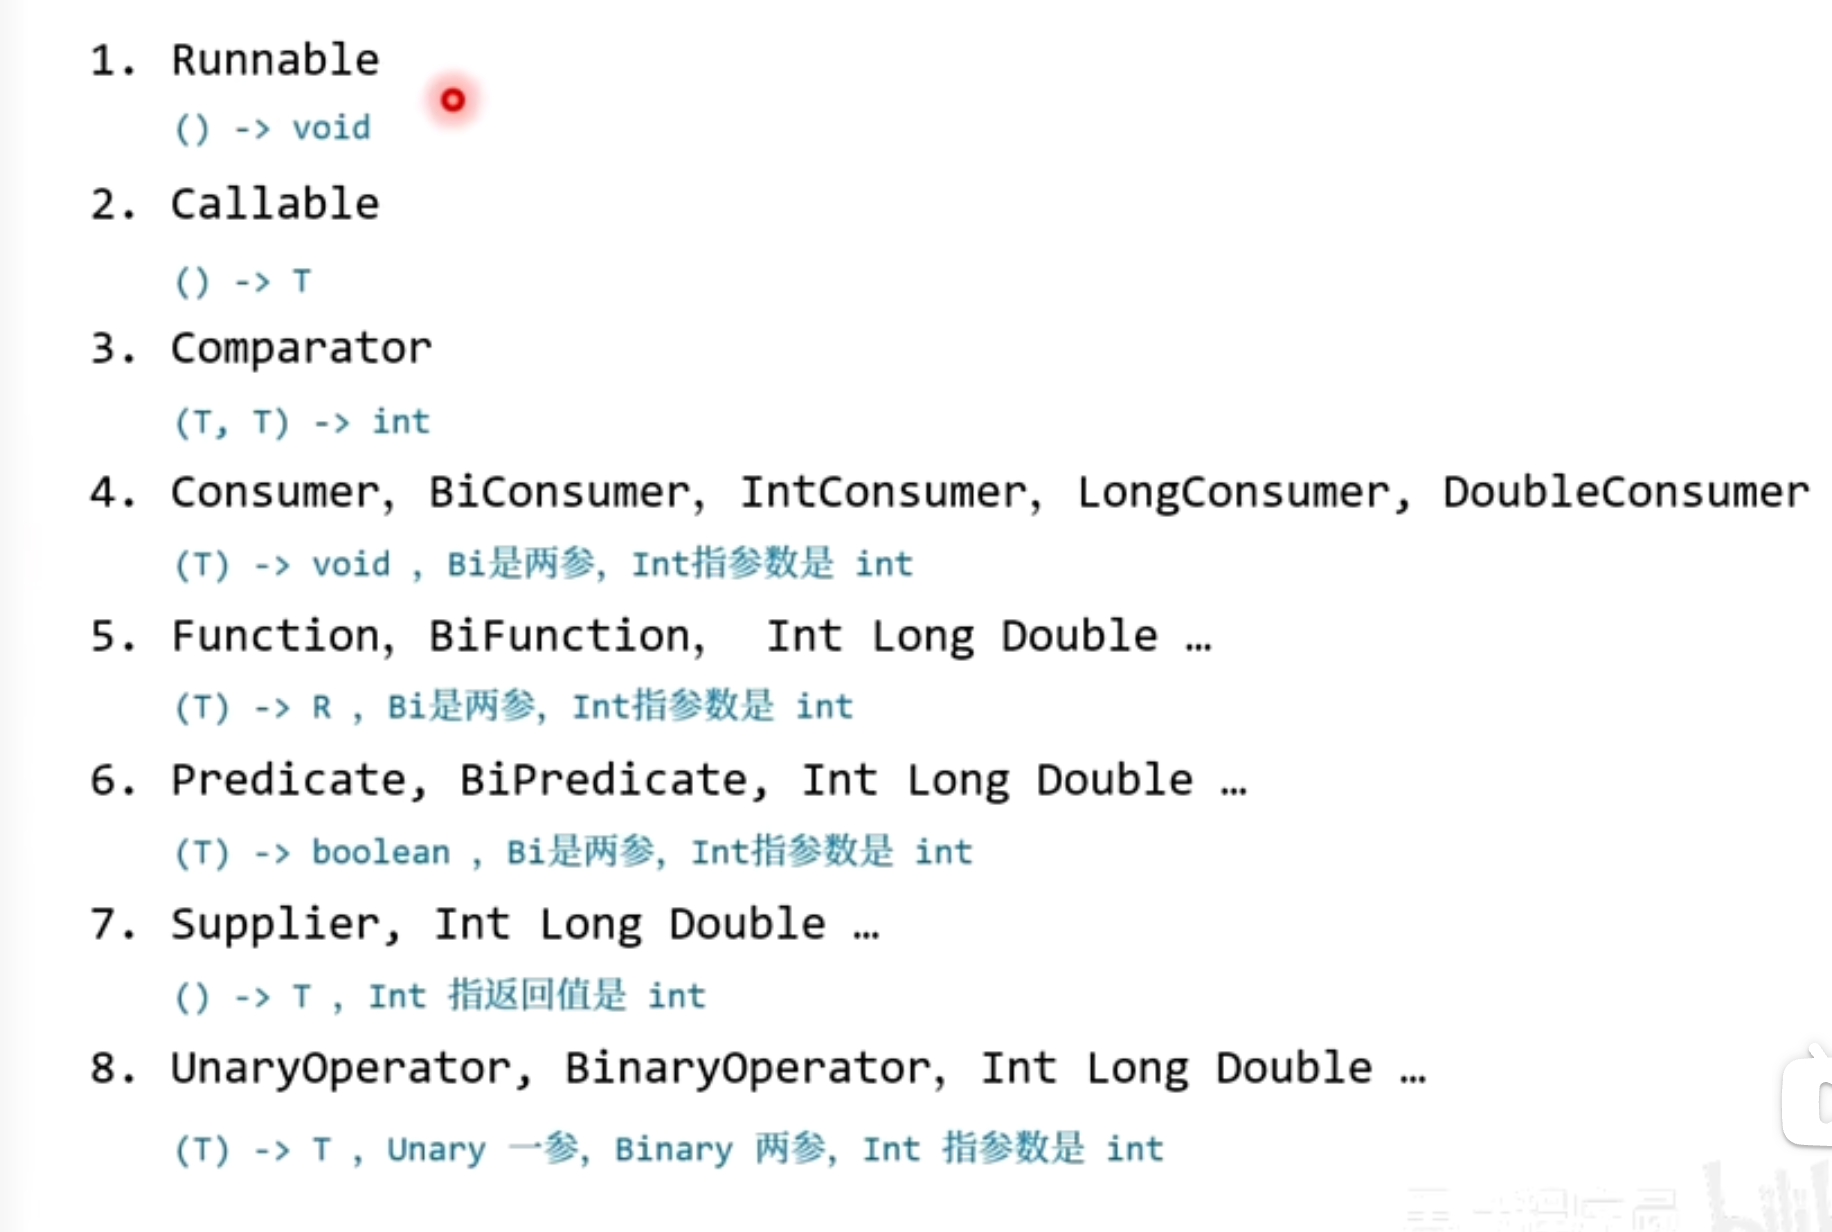 1. Runnable
() -> void
2. Callable
() -> T
3. Comparator
(T, T) -> int
4. Consumer, BiConsumer, IntConsumer, LongConsumer, DoubleConsumer
(T) -> void , Bi是两参, Int指参数是 int
5. Function, BiFunction,  Int Long Double …
(T) -> R , Bi是两参, Int指参数是 int
6. Predicate, BiPredicate, Int Long Double …
(T) -> boolean , Bi是两参, Int指参数是 int
7. Supplier, Int Long Double …
() -> T , Int 指返回值是 int
8. UnaryOperator, BinaryOperator, Int Long Double …
(T) -> T , Unary 一参, Binary 两参, Int 指参数是 int